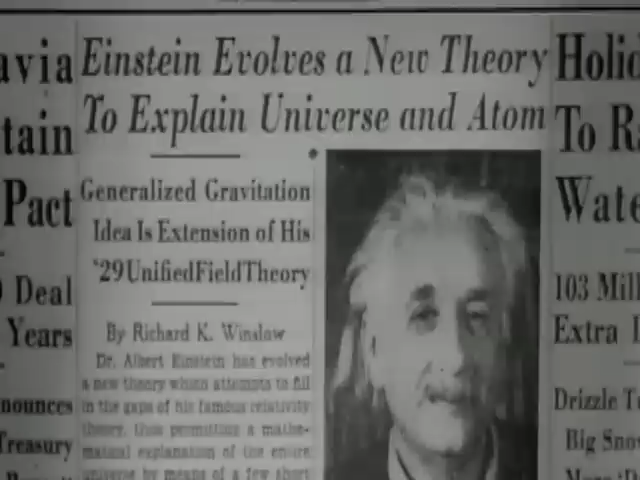 avia
tain
Pact
Deal
Years
nounces
Treasury
Einstein Evolves a New Theory
To Explain Universe and Atom
Generalized Gravitation
Idea Is Extension of His
'29 Unified Field Theory
By Richard K. Winslow
Dr. Albert Einstein has evolved
a new theory which attempts to fill
in the gaps of his famous relativity
theory, thus permitting a mathe-
matical explanation of the entire
universe by means of a few short
Holid
To R
Wate
103 Mill
Extra
Drizzle T
Big Sno